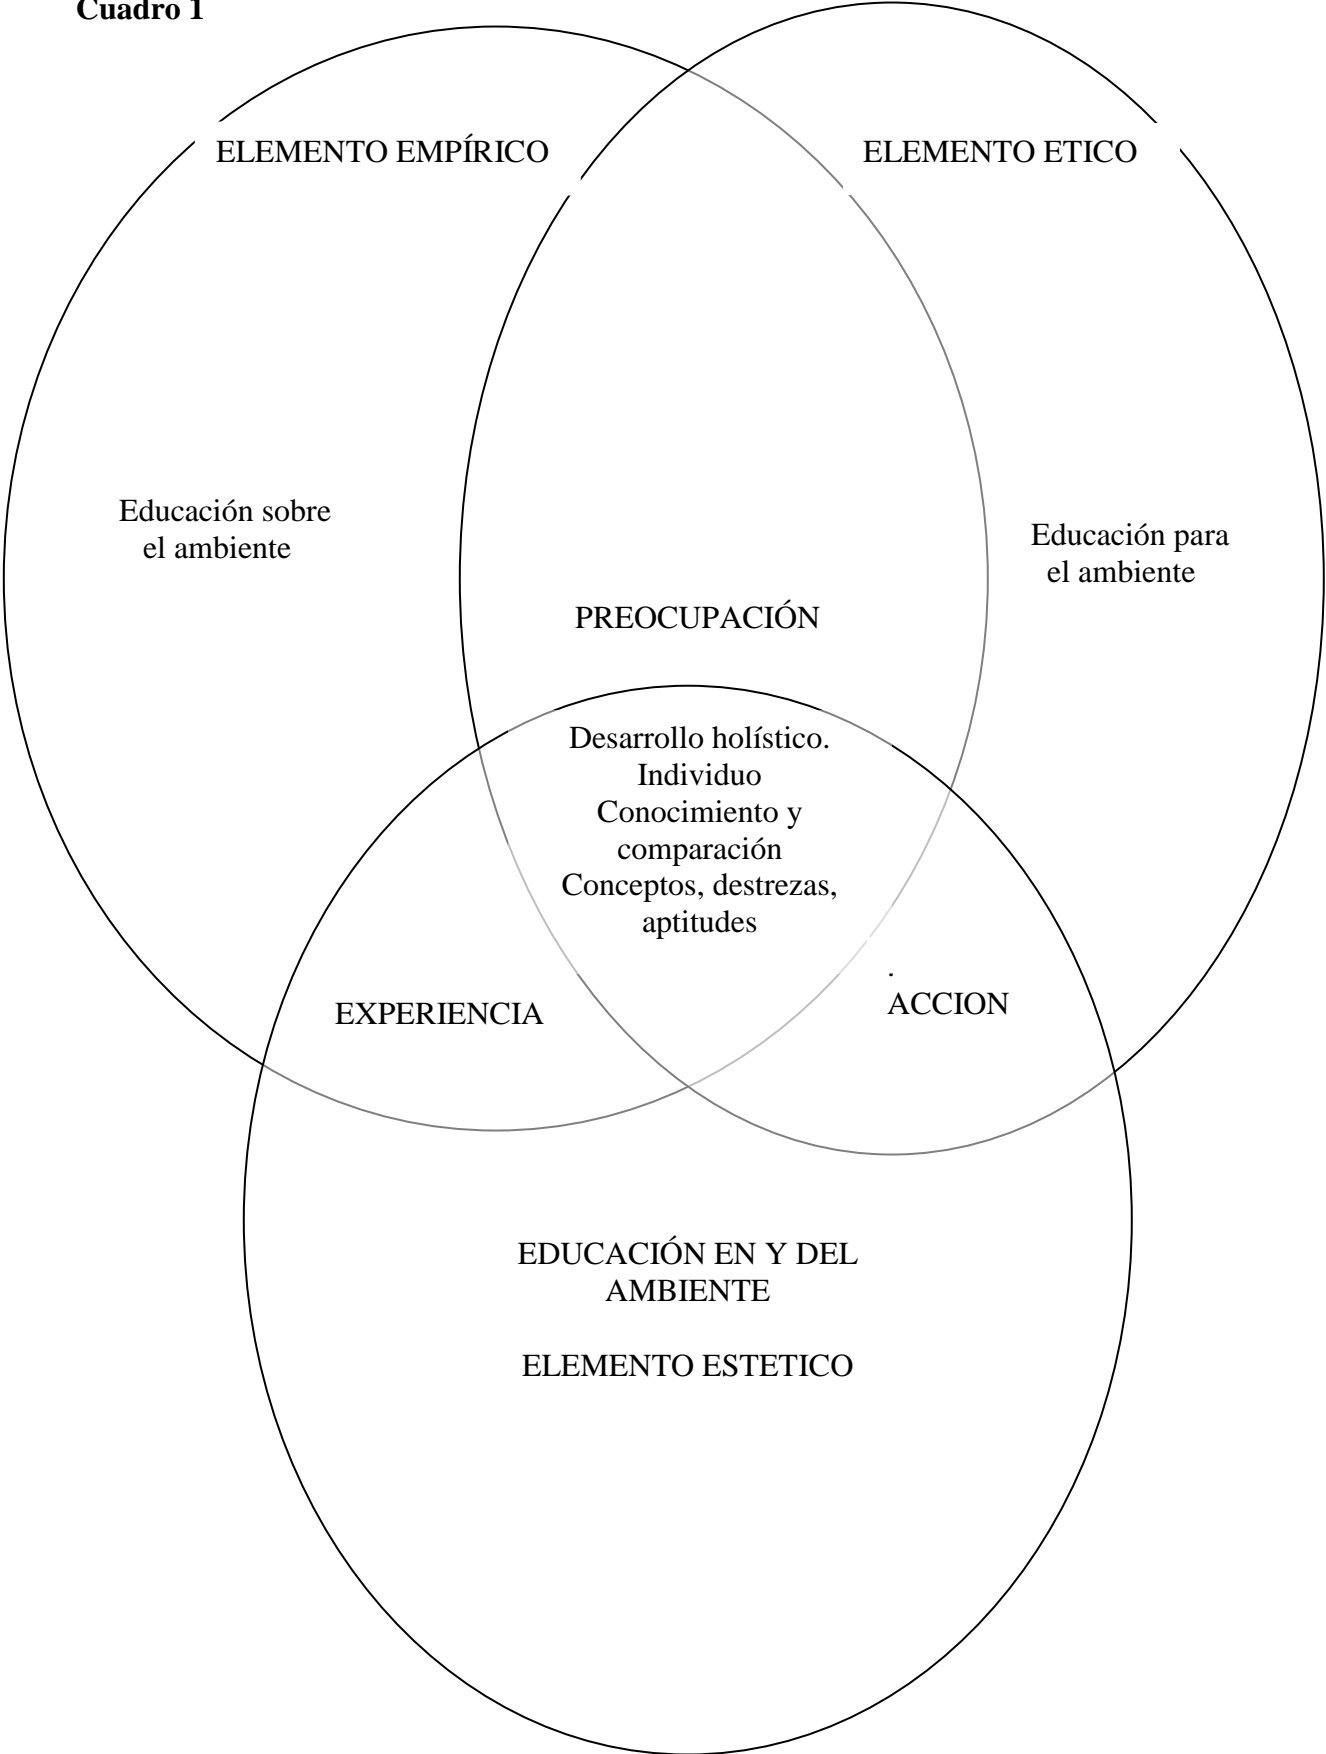 Cuadro 1
ELEMENTO EMPÍRICO
ELEMENTO ETICO
Educación sobre
el ambiente
Educación para
el ambiente
PREOCUPACIÓN
Desarrollo holístico.
Individuo
Conocimiento y
comparación
Conceptos, destrezas,
aptitudes
.
EXPERIENCIA
ACCION
EDUCACIÓN EN Y DEL
AMBIENTE
ELEMENTO ESTETICO